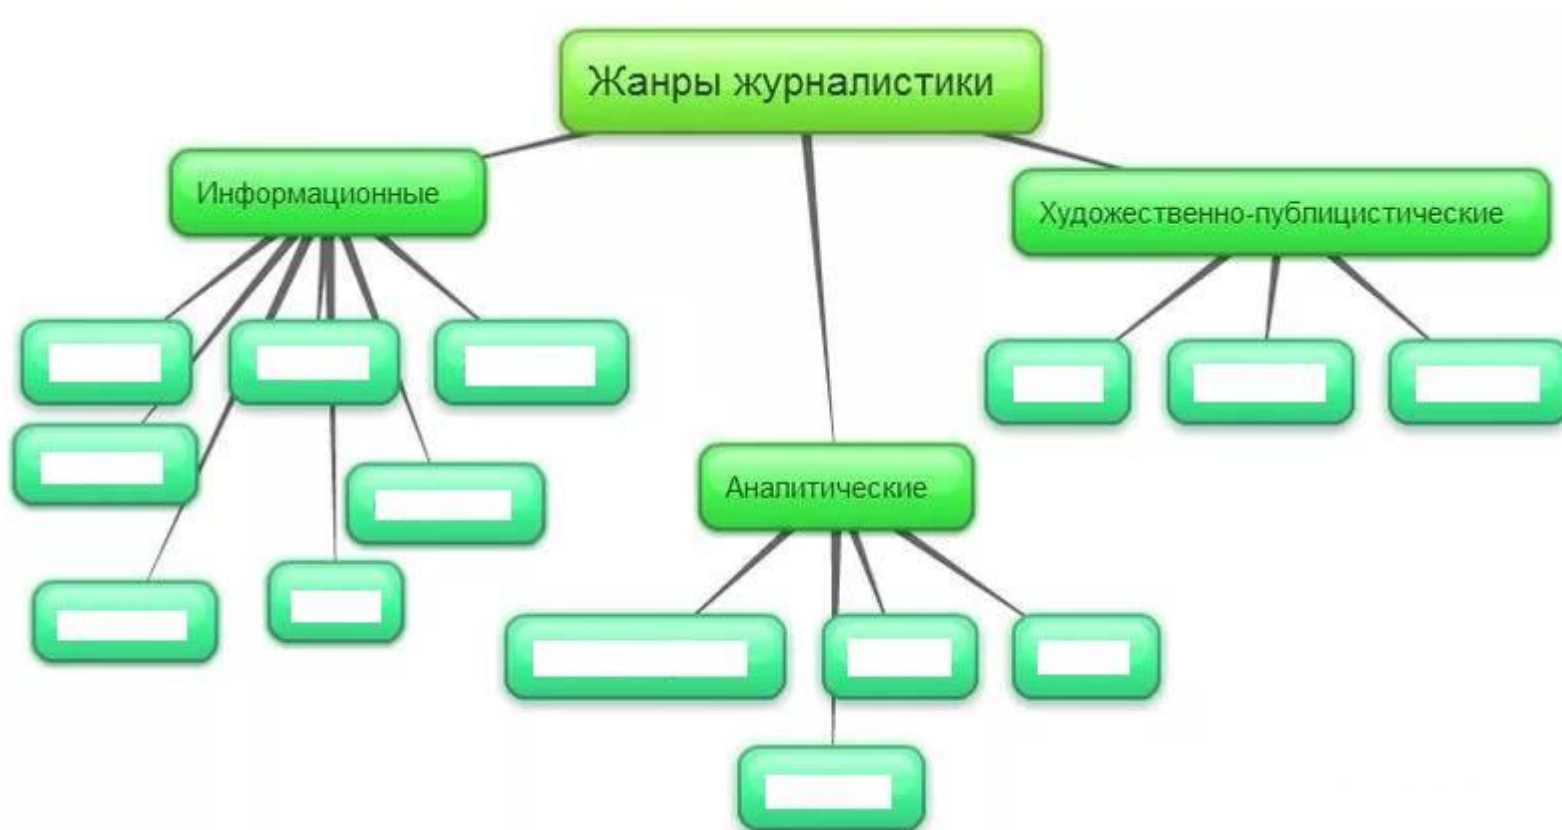 Жанры журналистики
Информационные
Художественно-публицистические
Аналитические